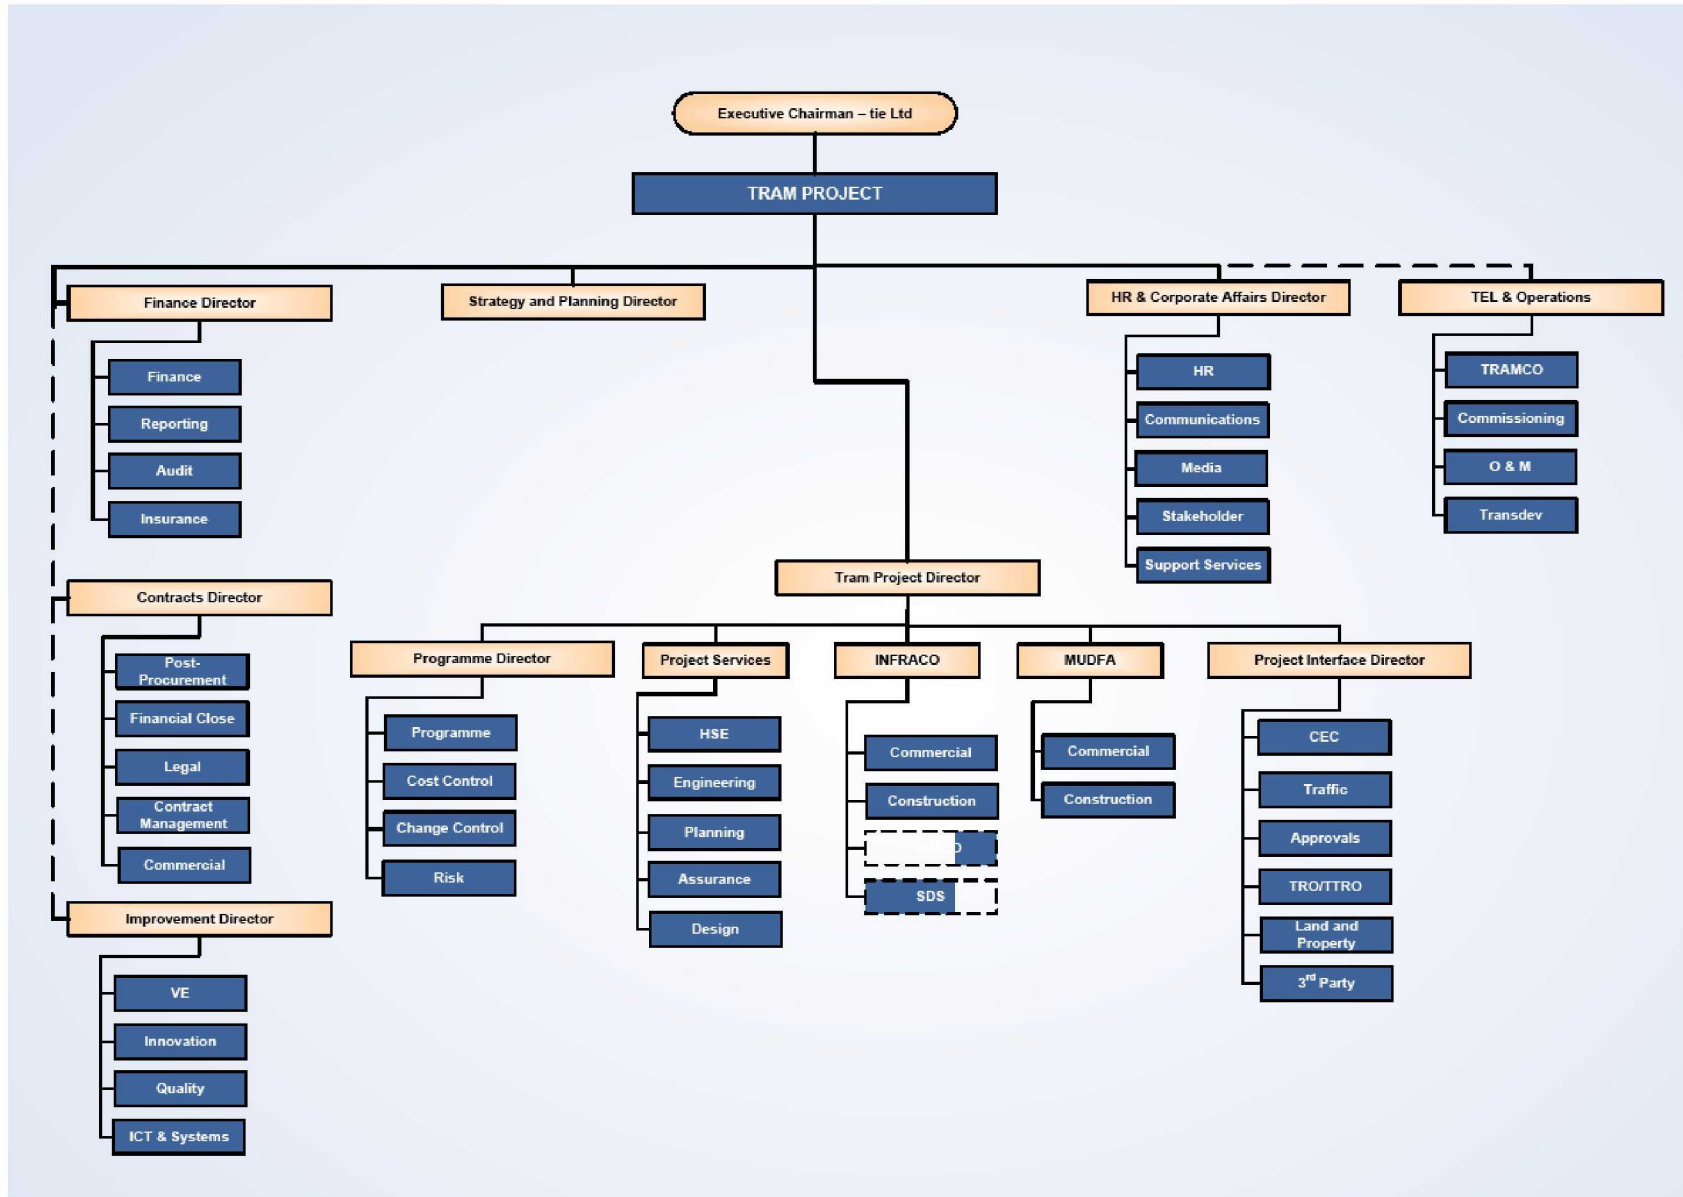 Executive Chairman – tie Ltd
TRAM PROJECT
Finance Director
Strategy and Planning Director
HR & Corporate Affairs Director
TEL & Operations
Finance
Reporting
Audit
Insurance
HR
Communications
Media
Stakeholder
Support Services
TRAMCO
Commissioning
O & M
Transdev
Contracts Director
Post-
Procurement
Financial Close
Legal
Contract
Management
Commercial
Improvement Director
VE
Innovation
Quality
ICT & Systems
Tram Project Director
Programme Director
Project Services
INFRACO
MUDFA
Project Interface Director
Programme
Cost Control
Change Control
Risk
HSE
Engineering
Planning
Assurance
Design
Commercial
Construction
SDS
Commercial
Construction
CEC
Traffic
Approvals
TRO/TTRO
Land and
Property
3rd Party